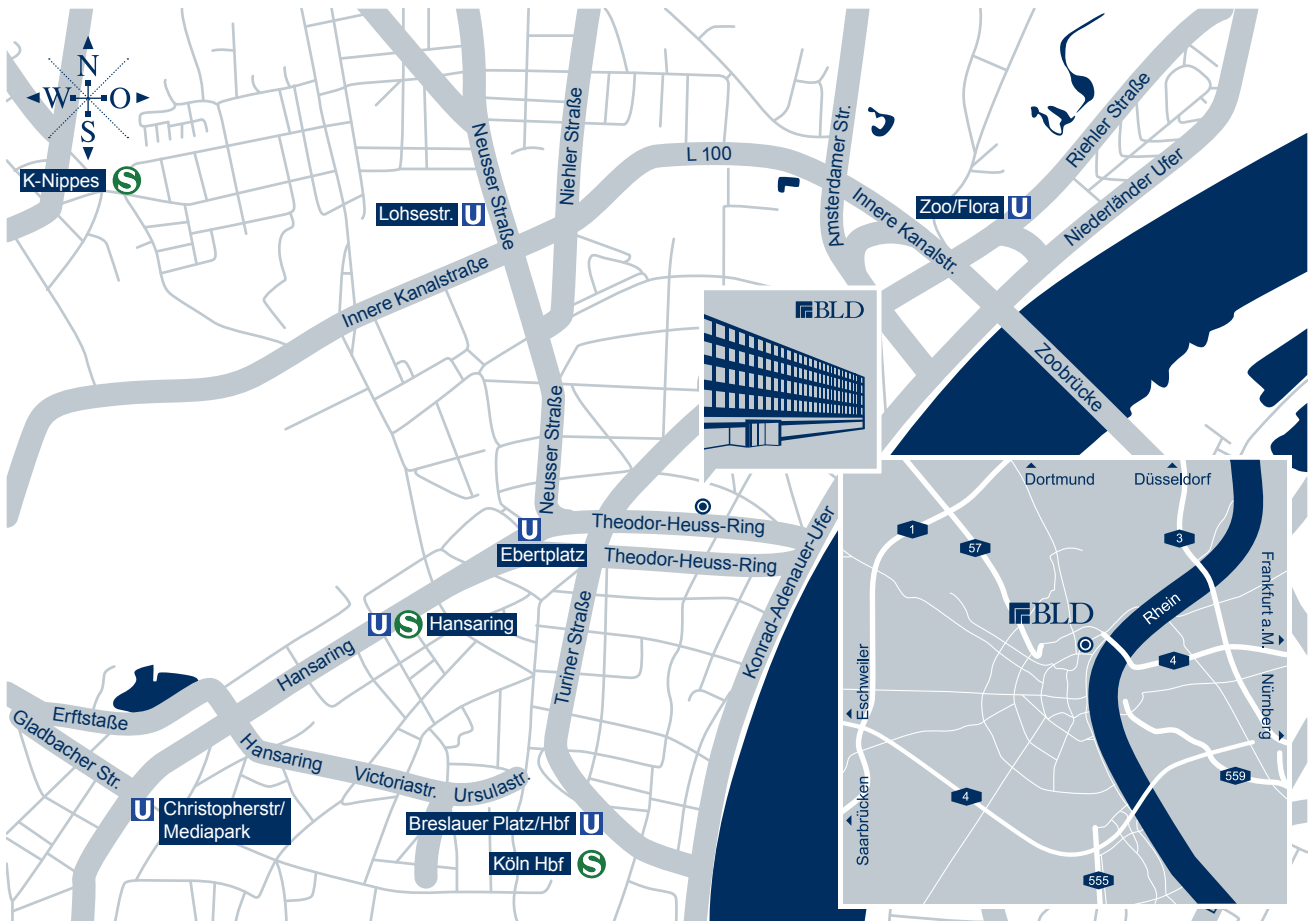 N
W O
S
K-Nippes S
Lohsestr. U
Neusser Straße
Niehler Straße
L 100
Amsterdamer Str.
Innere Kanalstr.
Zoo/Flora U
Riehler Straße
Niederländer Ufer
Innere Kanalstraße
BLD
Zoobrücke
Neusser Straße
U
Ebertplatz
Theodor-Heuss-Ring
Theodor-Heuss-Ring
Konrad-Adenauer-Ufer
U S Hansaring
Hansaring
Turiner Straße
Erftstaße
Gladbacher Str.
Hansaring
Victoriastr.
Ursulastr.
U Christopherstr/
Mediapark
Breslauer Platz/Hbf U
Köln Hbf S
Dortmund
Düsseldorf
1
57
3
Frankfurt a.M.
BLD
Rhein
4
Eschweiler
Nürnberg
559
4
Saarbrücken
555